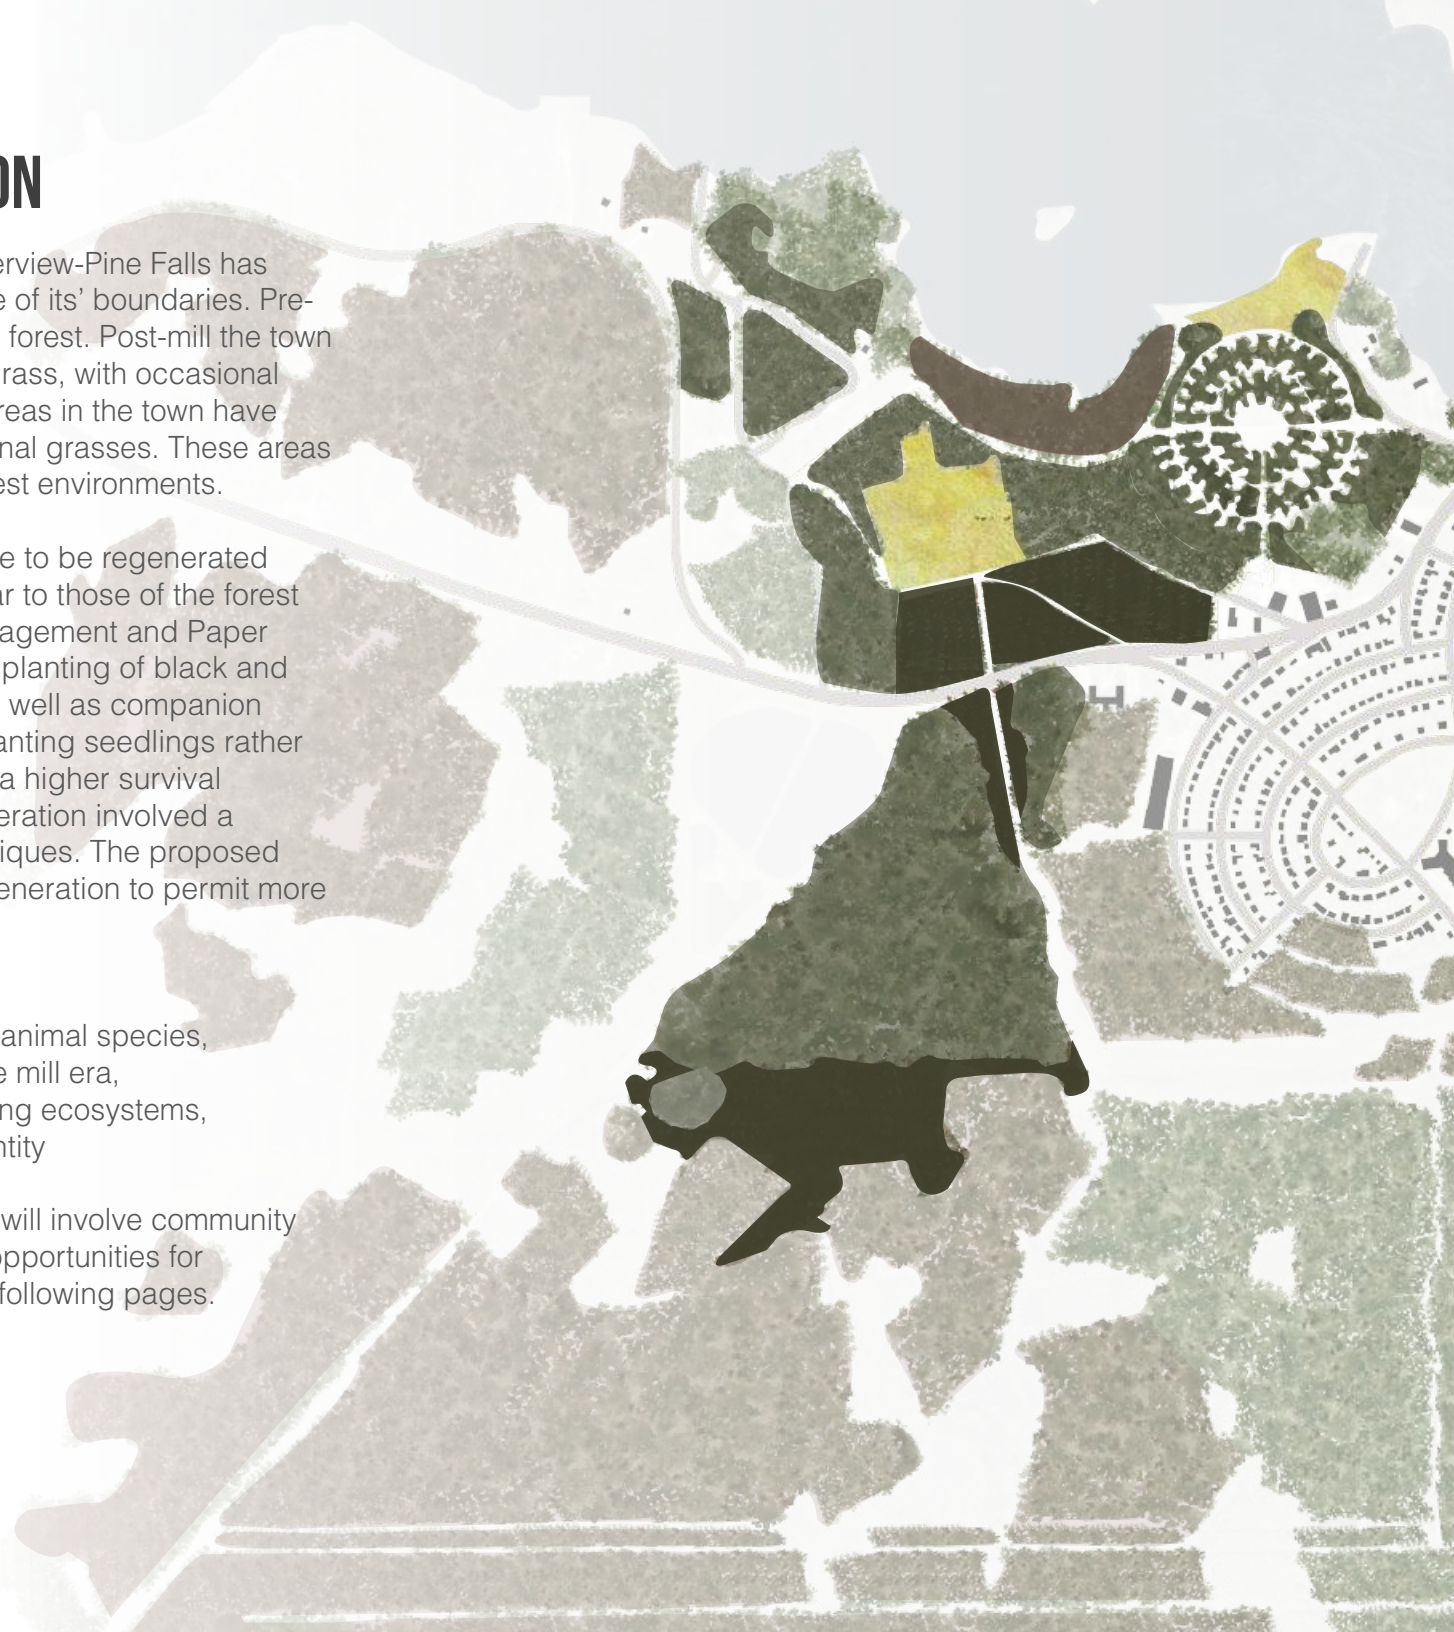 ON
erview-Pine Falls has
e of its’ boundaries. Pre-
forest. Post-mill the town
rass, with occasional
reas in the town have
nal grasses. These areas
est environments.
e to be regenerated
ar to those of the forest
agement and Paper
planting of black and
well as companion
anting seedlings rather
a higher survival
eration involved a
iques. The proposed
eneration to permit more
animal species,
e mill era,
ng ecosystems,
ntity
will involve community
opportunities for
following pages.